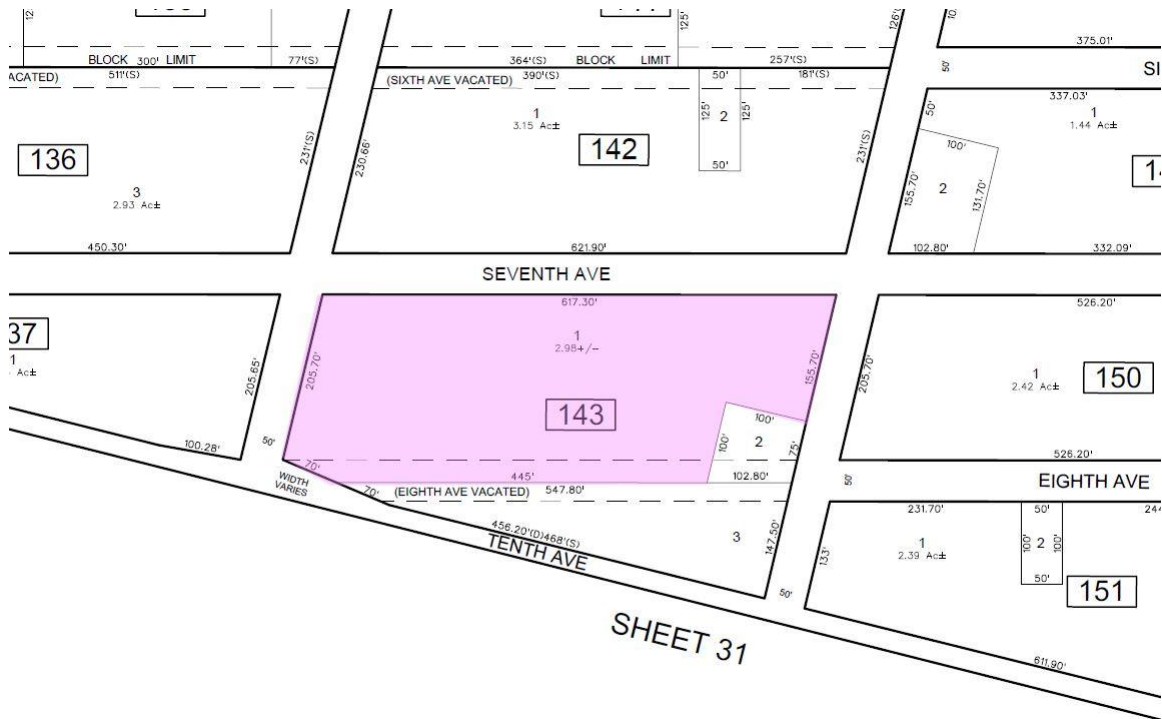 125'
126'
375.01'
BLOCK 300' LIMIT
77'(S)
364'(S)
BLOCK LIMIT
257'(S)
50'
511'(S)
(SIXTH AVE VACATED)
390'(S)
50'
181'(S)
SI
337.03'
1
3.15 Ac±
125'
2
125'
50'
1
1.44 Ac±
136
231'(S)
230.66'
142
231'(S)
100'
50'
3
2.93 Ac±
155.70'
2
131.70'
450.30'
621.90'
102.80'
332.09'
SEVENTH AVE
617.30'
526.20'
37
1
Ac±
205.65'
205.70'
1
2.98+/-
155.70'
205.70'
1
2.42 Ac±
150
143
100'
100'
2
75'
100.28'
50'
70'
445'
102.80'
526.20'
WIDTH
VARIES
70'
(EIGHTH AVE VACATED)
547.80'
50'
EIGHTH AVE
456.20'(D)468'(S)
TENTH AVE
3
147.50'
231.70'
50'
244
133'
1
2.39 Ac±
100'
2
100'
50'
50'
151
SHEET 31
611.90'